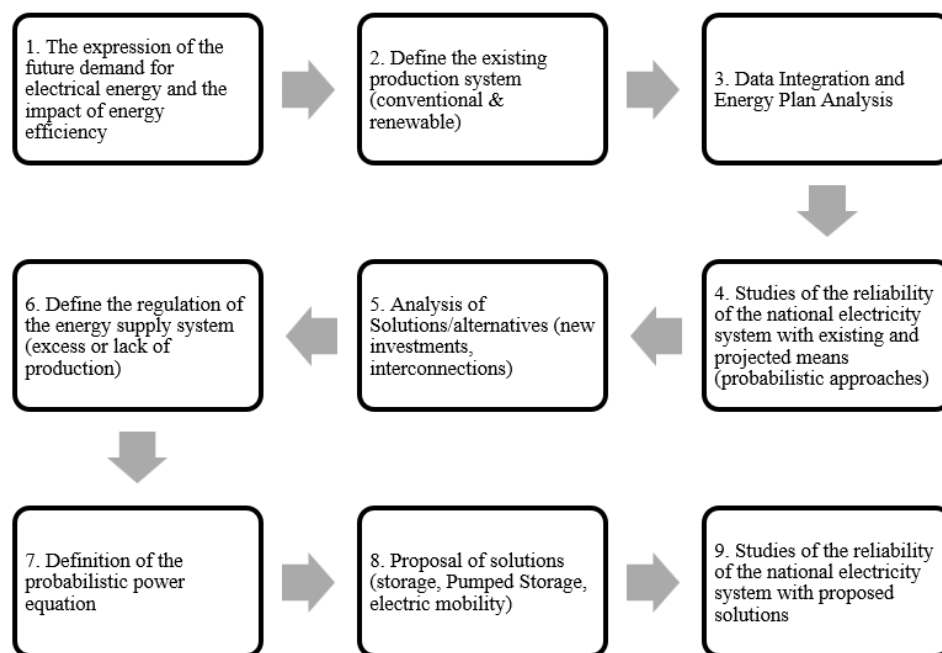 1. The expression of the
future demand for
electrical energy and the
impact of energy
efficiency
2. Define the existing
production system
(conventional &
renewable)
3. Data Integration and
Energy Plan Analysis
4. Studies of the reliability
of the national electricity
system with existing and
projected means
(probabilistic approaches)
5. Analysis of
Solutions/alternatives (new
investments,
interconnections)
6. Define the regulation of
the energy supply system
(excess or lack of
production)
7. Definition of the
probabilistic power
equation
8. Proposal of solutions
(storage, Pumped Storage,
electric mobility)
9. Studies of the reliability
of the national electricity
system with proposed
solutions